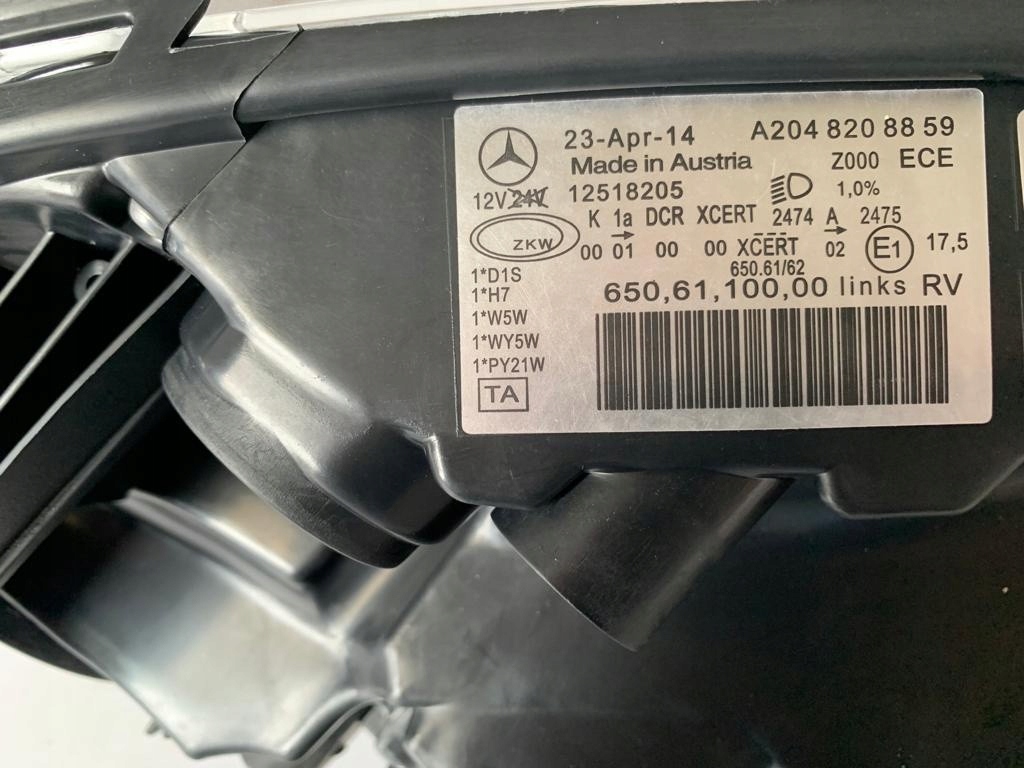 23-Apr-14 A204 820 8859
Made in Austria Z000 ECE
12V 24V 12518205 1,0%
K 1a DCR XCERT 2474 A 2475
ZKW 00 01 00 00 XCERT 02 E1 17,5
650.61/62
1*D1S
1*H7 650,61,100,00 links RV
1*W5W
1*WY5W
1*PY21W
TA